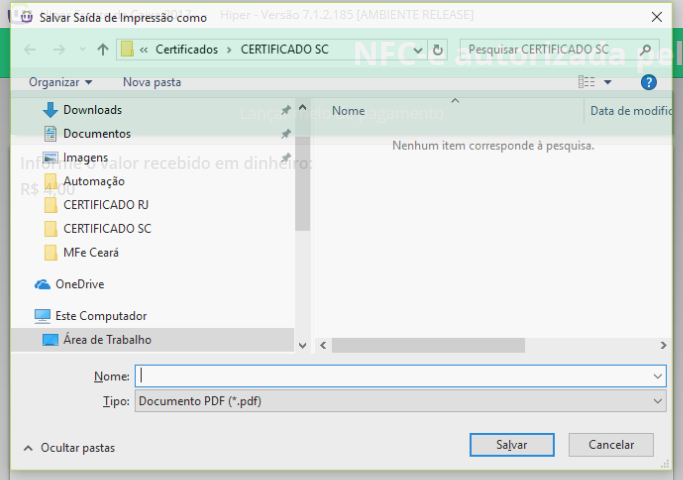 Salvar Saída de Impressão como
Hiper - Versão 7.1.2.185 [AMBIENTE RELEASE]
« Certificados › CERTIFICADO SC
Pesquisar CERTIFICADO SC
NFC-e autorizada pel
Organizar
Nova pasta
Downloads
Nome
Data de modific
pagamento
Documentos
Nenhum item corresponde à pesquisa.
Imagens
Informe o valor recebido em dinheiro:
Automação
R$ 4,00
CERTIFICADO RJ
CERTIFICADO SC
MFe Ceará
OneDrive
Este Computador
Área de Trabalho
Nome:
Tipo: Documento PDF (*.pdf)
Ocultar pastas
Salvar
Cancelar